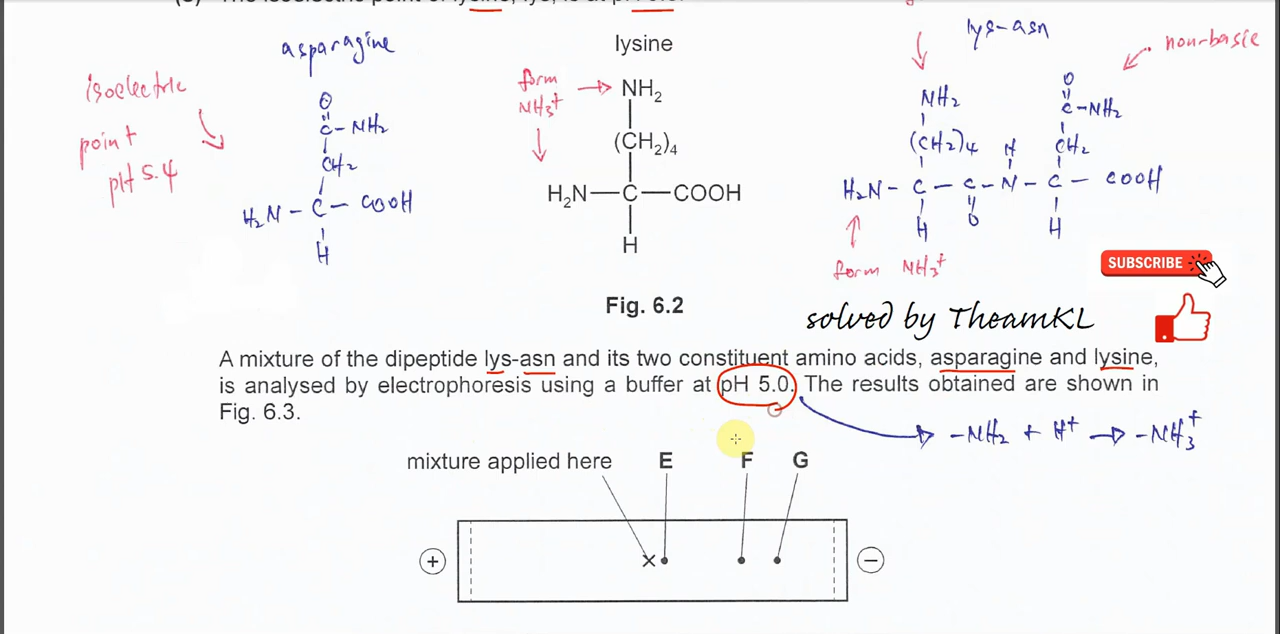 asparagine
lysine
lys-asn
non-basic
isoelectric
point
pH 5.4
form
NH3+
NH2
(CH2)4
H2N—C—COOH
H
O
C-NH2
CH2
H2N-C-COOH
H
NH2
(CH2)4
H
O
C-NH2
CH2
H2N-C-C-N-C-COOH
H
O
H
form NH3+
SUBSCRIBE
Fig. 6.2
solved by TheamKL
A mixture of the dipeptide lys-asn and its two constituent amino acids, asparagine and lysine,
is analysed by electrophoresis using a buffer at pH 5.0. The results obtained are shown in
Fig. 6.3.
-NH2 + H+ → -NH3+
mixture applied here E F G
+ × −